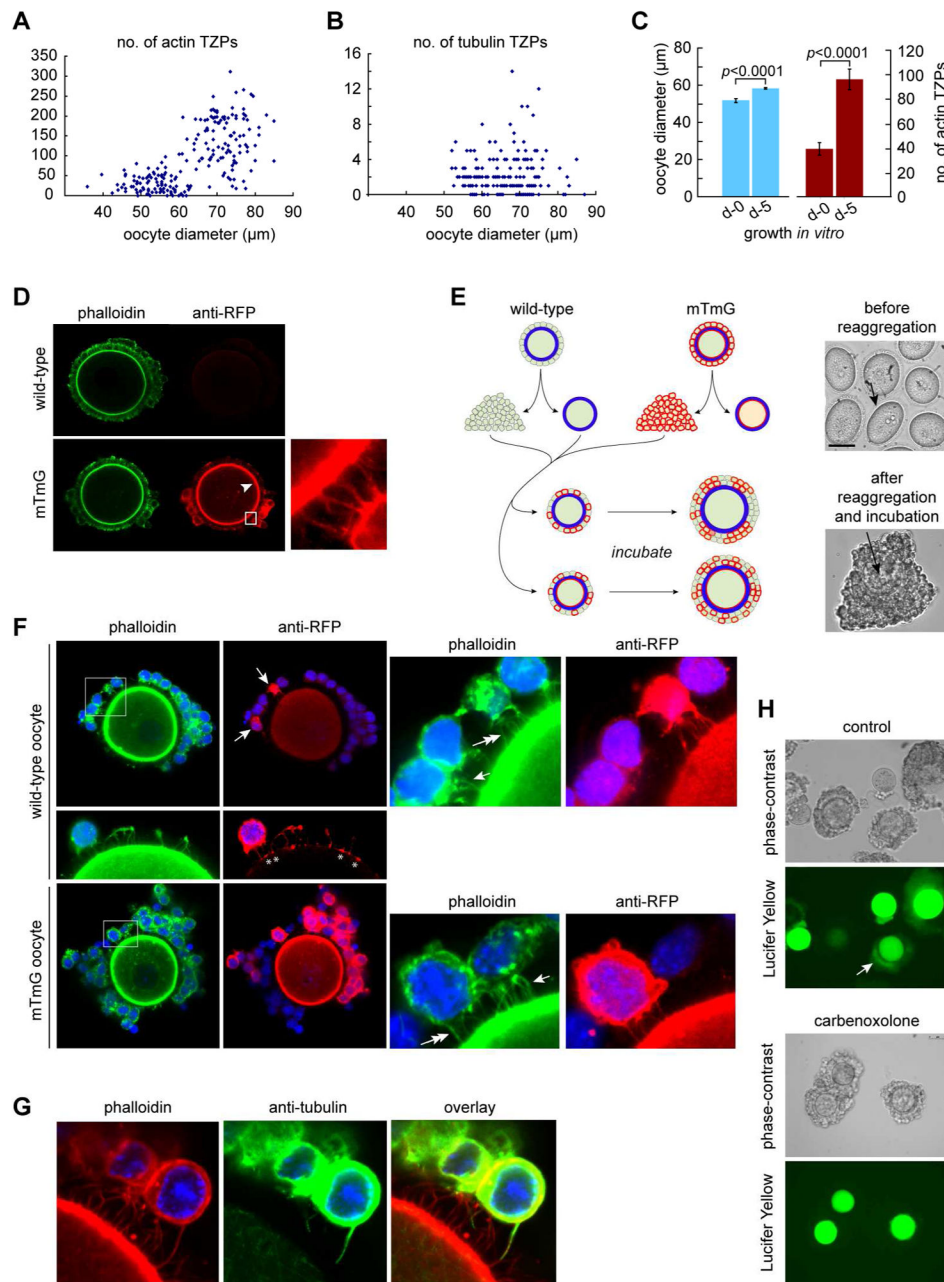 A
no. of actin TZPs
350
300
250
200
150
100
50
0
40
50
60
70
80
90
oocyte diameter (µm)
B
no. of tubulin TZPs
16
12
8
4
0
40
50
60
70
80
90
oocyte diameter (µm)
C
oocyte diameter (µm)
80
60
40
20
0
p<0.0001
p<0.0001
120
100
80
60
40
20
0
no. of actin TZPs
d-0
d-5
d-0
d-5
growth in vitro
D
phalloidin
anti-RFP
wild-type
mTmG
E
wild-type
mTmG
incubate
before
reaggregation
after
reaggregation
and incubation
F
phalloidin
anti-RFP
phalloidin
anti-RFP
wild-type oocyte
* * * *
mTmG oocyte
phalloidin
anti-RFP
G
phalloidin
anti-tubulin
overlay
H
control
phase-contrast
Lucifer Yellow
carbenoxolone
phase-contrast
Lucifer Yellow